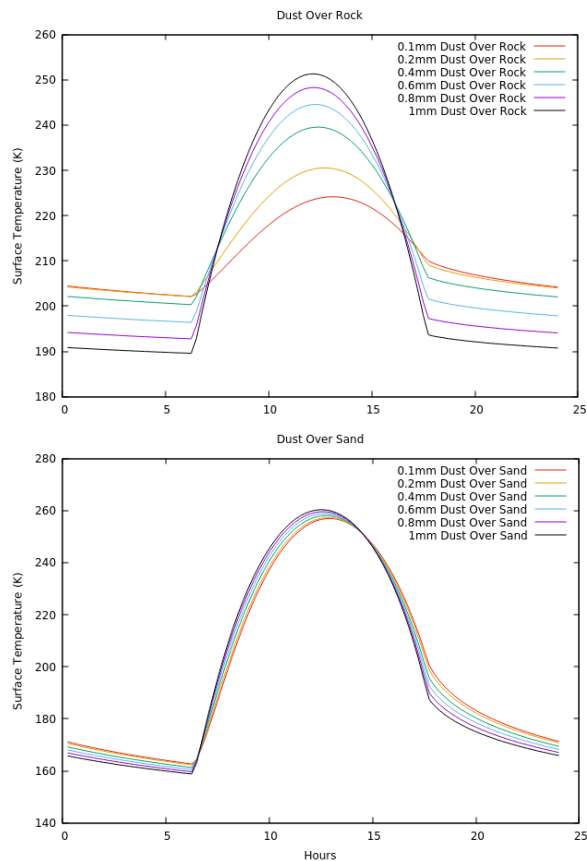 Dust Over Rock
260
250
240
230
220
210
200
190
180
Surface Temperature (K)
0.1mm Dust Over Rock
0.2mm Dust Over Rock
0.4mm Dust Over Rock
0.6mm Dust Over Rock
0.8mm Dust Over Rock
1mm Dust Over Rock
0 5 10 15 20 25
Dust Over Sand
280
260
240
220
200
180
160
140
Surface Temperature (K)
0.1mm Dust Over Sand
0.2mm Dust Over Sand
0.4mm Dust Over Sand
0.6mm Dust Over Sand
0.8mm Dust Over Sand
1mm Dust Over Sand
0 5 10 15 20 25
Hours